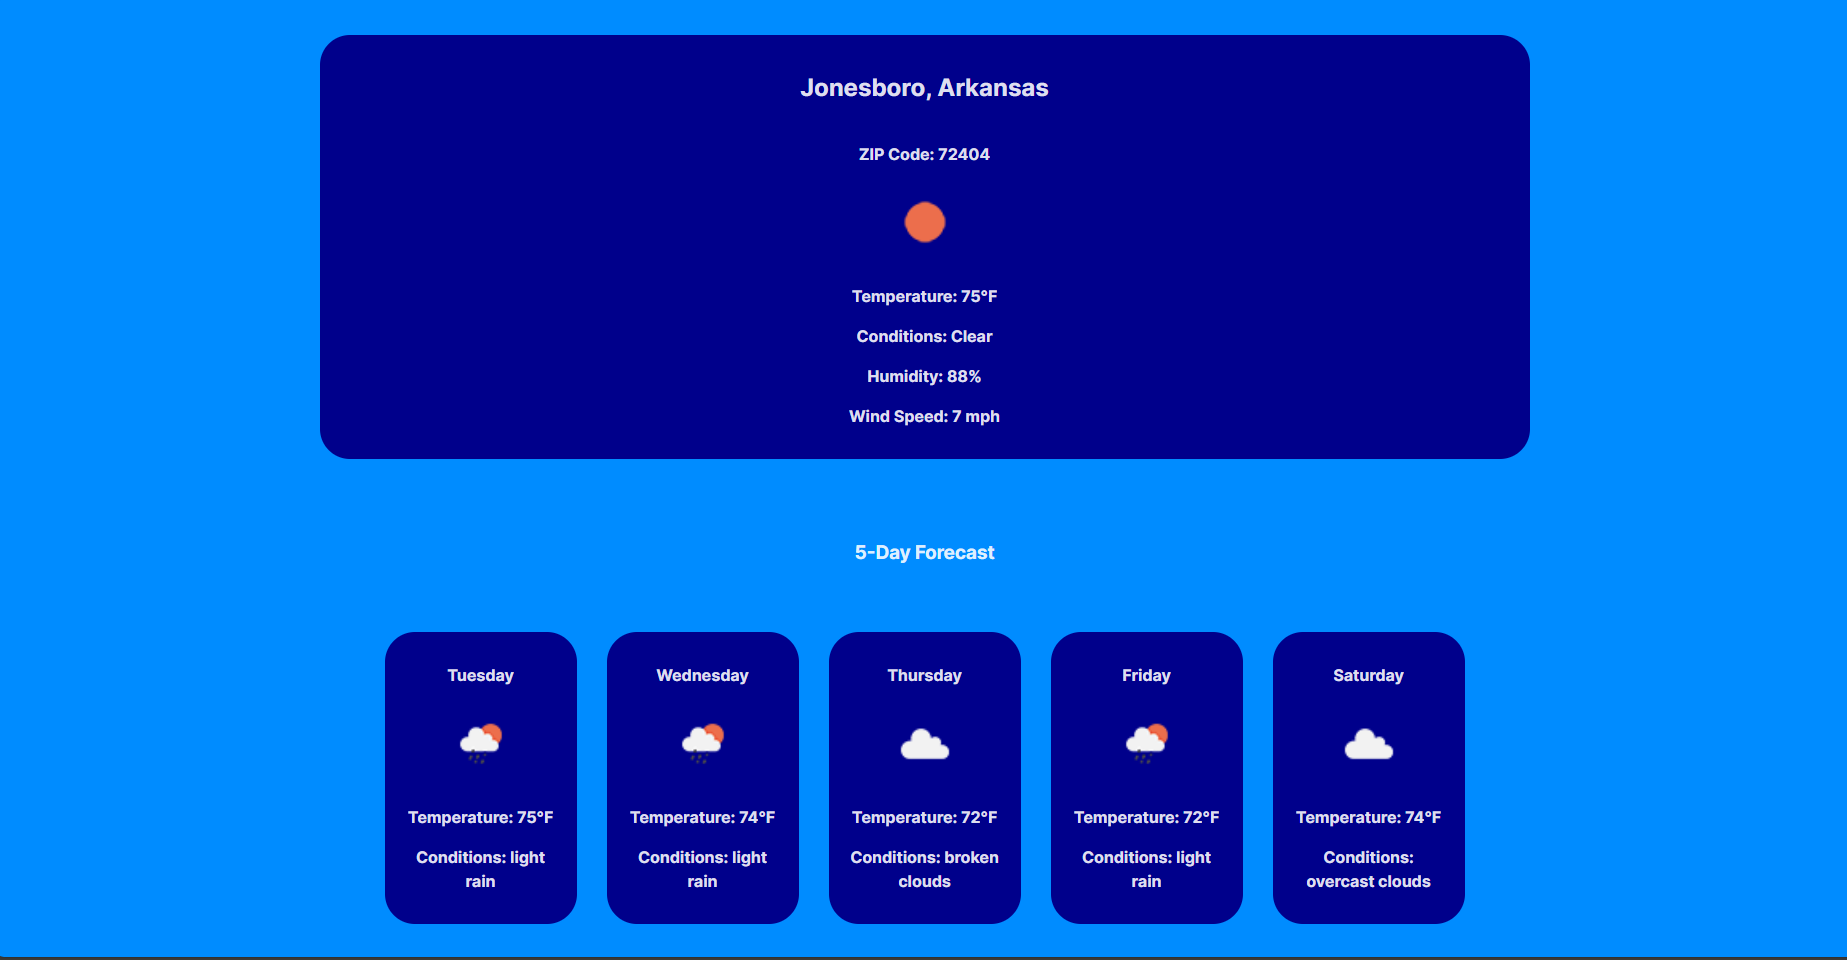 Jonesboro, Arkansas
ZIP Code: 72404
Temperature: 75°F
Conditions: Clear
Humidity: 88%
Wind Speed: 7 mph
5-Day Forecast
Tuesday
Temperature: 75°F
Conditions: light
rain
Wednesday
Temperature: 74°F
Conditions: light
rain
Thursday
Temperature: 72°F
Conditions: broken
clouds
Friday
Temperature: 72°F
Conditions: light
rain
Saturday
Temperature: 74°F
Conditions:
overcast clouds